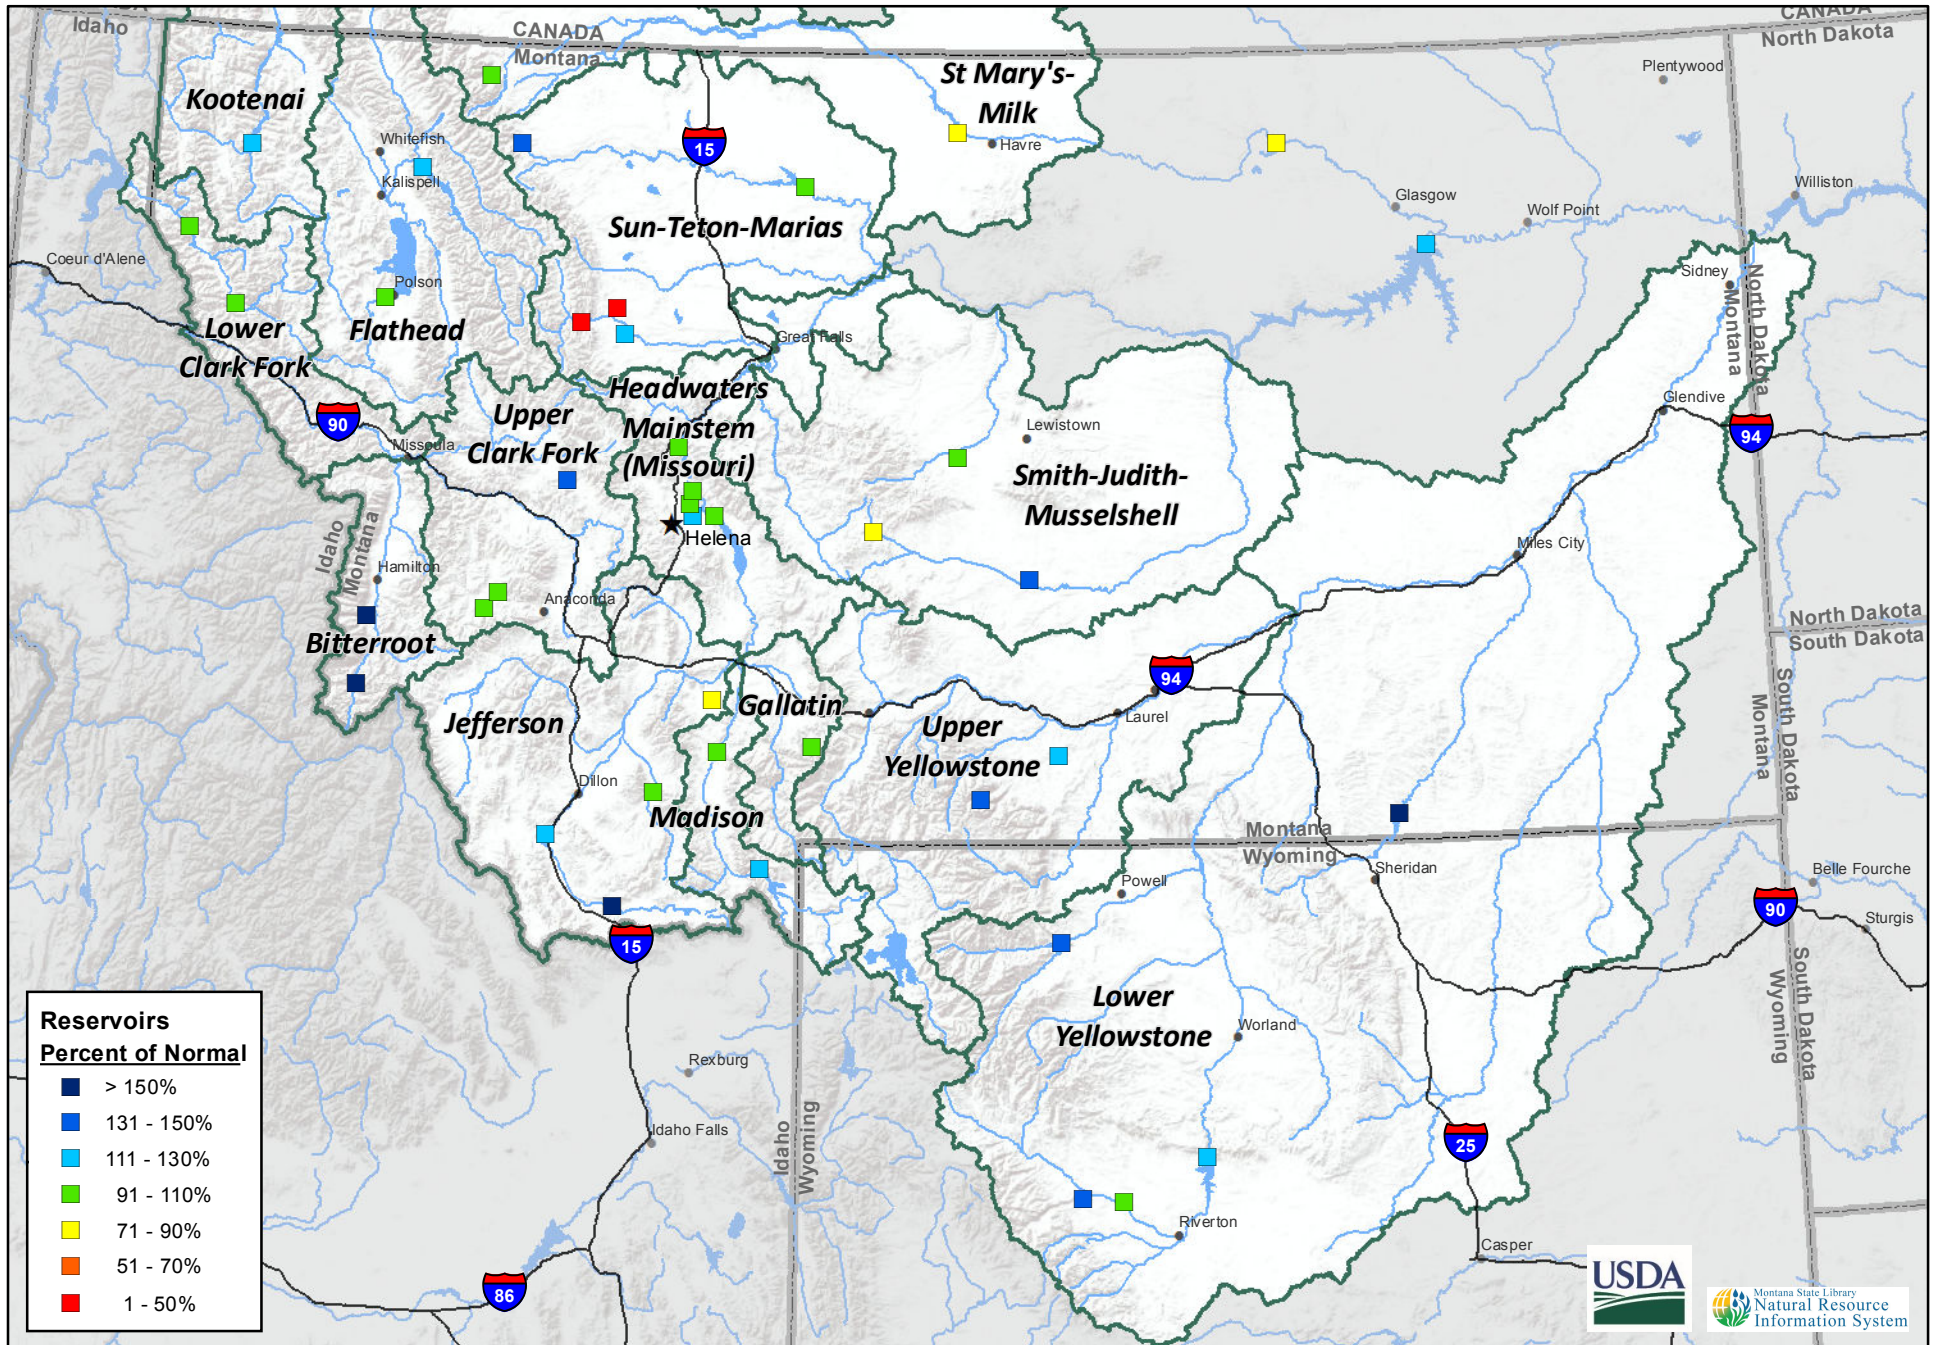 CANADA
Idaho
CANADA
Montana
CANADA
North Dakota
Plentywood
St Mary's-
Milk
Kootenai
15
Whitefish
Havre
Kalispell
Glasgow
Williston
Wolf Point
Sun-Teton-Marias
Coeur d'Alene
Polson
Sidney
North Dakota
Montana
Lower
Clark Fork
Flathead
Great Falls
Headwaters
Mainstem
(Missouri)
Upper
Clark Fork
90
Missoula
Lewistown
Glendive
94
Smith-Judith-
Musselshell
Helena
Idaho
Montana
Hamilton
Anaconda
Miles City
Bitterroot
North Dakota
South Dakota
94
Gallatin
Jefferson
Laurel
Upper
Yellowstone
South Dakota
Montana
Dillon
Madison
Montana
Wyoming
Sheridan
Powell
Belle Fourche
90
Sturgis
15
South Dakota
Wyoming
Lower
Yellowstone
Worland
Reservoirs
Percent of Normal
> 150%
131 - 150%
111 - 130%
91 - 110%
71 - 90%
51 - 70%
1 - 50%
Rexburg
Idaho Falls
Idaho
Wyoming
25
Riverton
Casper
86
USDA
Montana State Library
Natural Resource
Information System